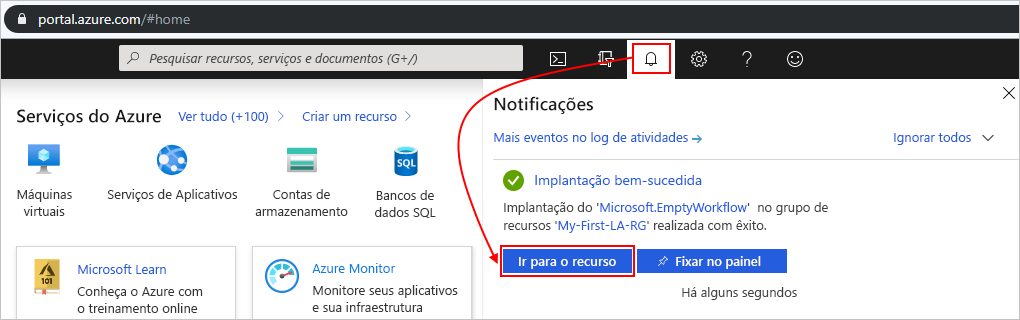 portal.azure.com/#home
Pesquisar recursos, serviços e documentos (G+/)
Serviços do Azure
Ver tudo (+100)
Criar um recurso
Máquinas
virtuais
Serviços de Aplicativos
Contas de
armazenamento
SQL
Bancos de
dados SQL
101
Microsoft Learn
Conheça o Azure com
o treinamento online
Azure Monitor
Monitore seus aplicativos
e sua infraestrutura
Notificações
Mais eventos no log de atividades
Ignorar todos
Implantação bem-sucedida
Implantação do 'Microsoft.EmptyWorkflow' no grupo de
recursos 'My-First-LA-RG' realizada com êxito.
Ir para o recurso
Fixar no painel
Há alguns segundos